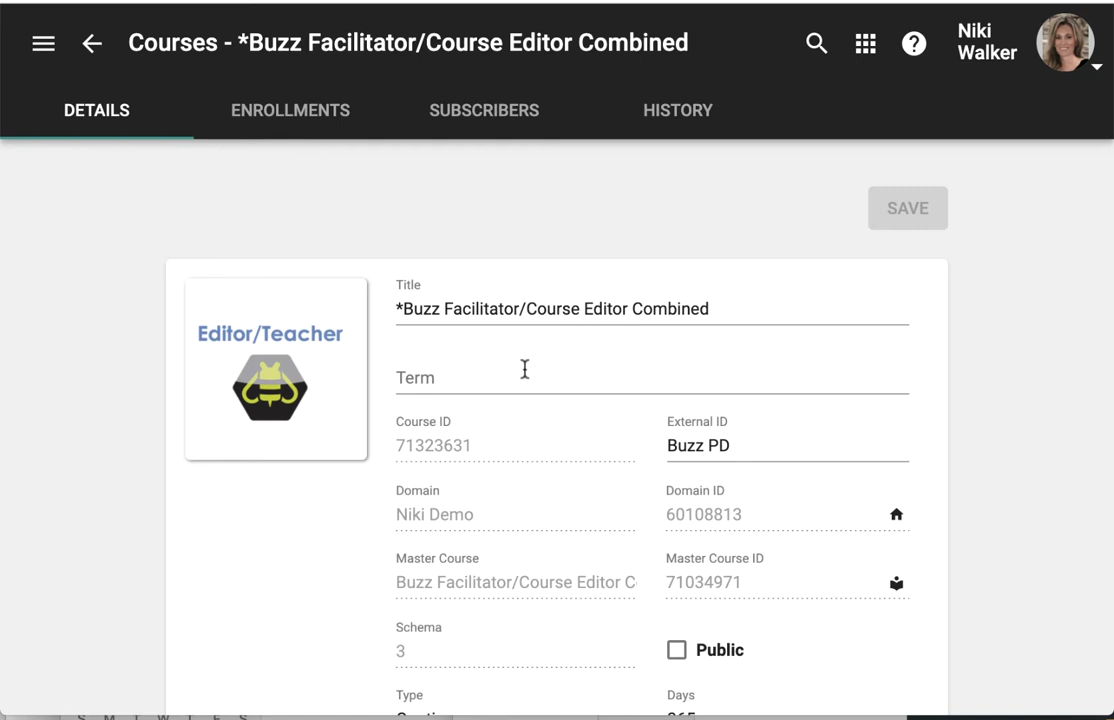 Courses - *Buzz Facilitator/Course Editor Combined
Niki
Walker
DETAILS
ENROLLMENTS
SUBSCRIBERS
HISTORY
SAVE
Editor/Teacher
Title
*Buzz Facilitator/Course Editor Combined
Term
Course ID
External ID
71323631
Buzz PD
Domain
Domain ID
Niki Demo
60108813
Master Course
Master Course ID
Buzz Facilitator/Course Editor C
71034971
Schema
3
Public
Type
Days